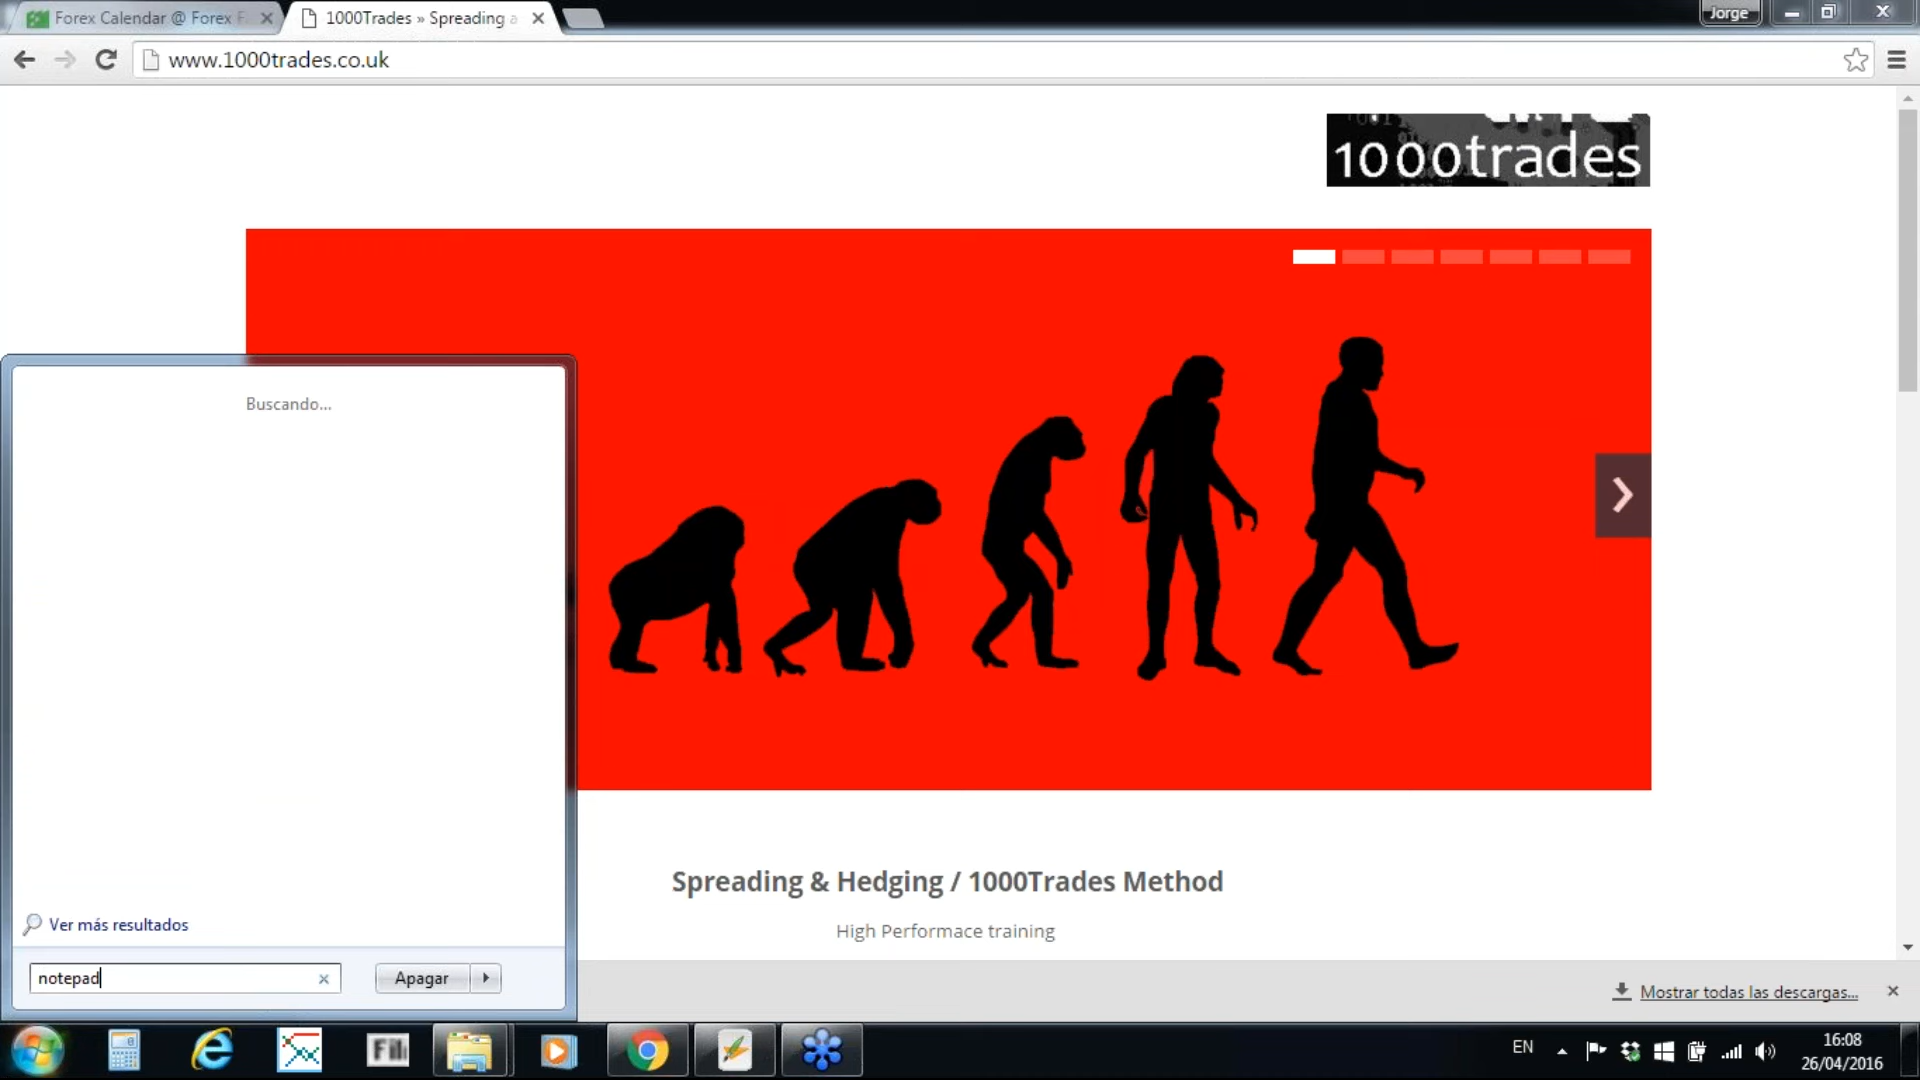 Forex Calendar @ Forex F
1000Trades » Spreading a
Jorge
www.1000trades.co.uk
1000trades
Buscando...
Ver más resultados
notepad
Apagar
Spreading & Hedging / 1000Trades Method
High Performace training
Mostrar todas las descargas...
EN
16:08
26/04/2016